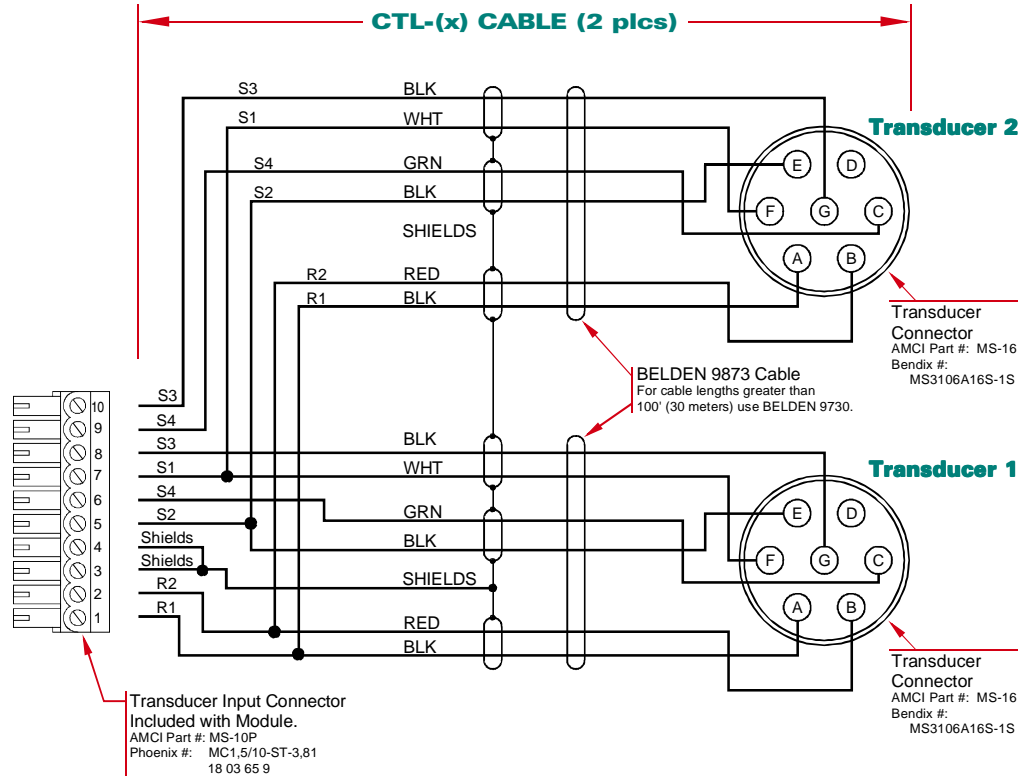 CTL-(x) CABLE (2 plcs)
S3 BLK
S1 WHT
S4 GRN
S2 BLK
SHIELDS
R2 RED
R1 BLK
Transducer 2
E D
F G C
A B
Transducer
Connector
AMCI Part #: MS-16
Bendix #:
MS3106A16S-1S
BELDEN 9873 Cable
For cable lengths greater than
100' (30 meters) use BELDEN 9730.
10 S3
9 S4
8 S3 BLK
7 S1 WHT
6 S4 GRN
5 S2 BLK
4 Shields
3 Shields SHIELDS
2 R2 RED
1 R1 BLK
Transducer 1
E D
F G C
A B
Transducer
Connector
AMCI Part #: MS-16
Bendix #:
MS3106A16S-1S
Transducer Input Connector
Included with Module.
AMCI Part #: MS-10P
Phoenix #: MC1,5/10-ST-3,81
18 03 65 9